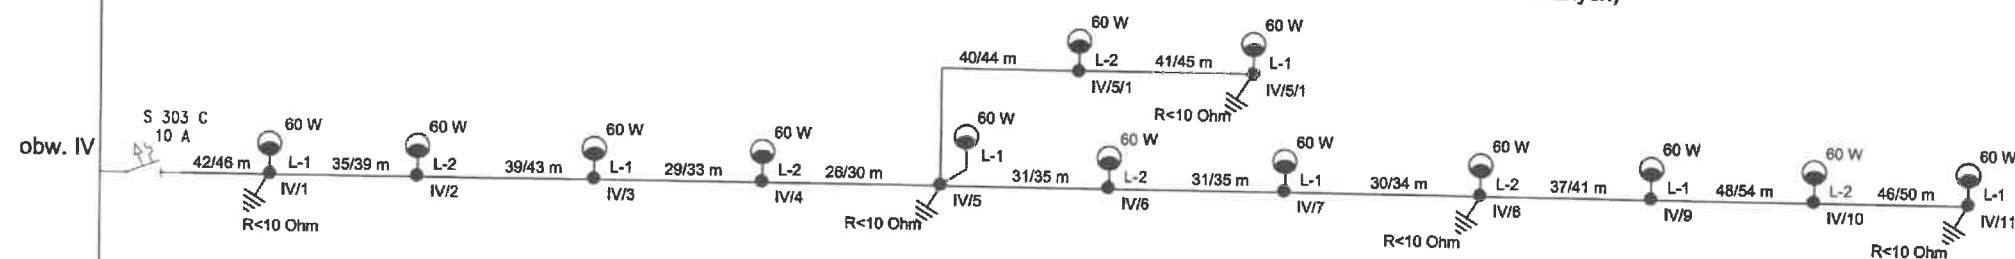 60 W
60 W
40/44 m
L-2
41/45 m
L-1
IV/5/1
IV/5/1
R<10 Ohm
S 303 C
10 A
obw. IV
60 W
60 W
60 W
60 W
60 W
60 W
60 W
60 W
60 W
60 W
60 W
42/46 m
L-1
35/39 m
L-2
39/43 m
L-1
29/33 m
L-2
26/30 m
L-1
31/35 m
L-2
31/35 m
L-1
30/34 m
L-2
37/41 m
L-1
48/54 m
L-2
46/50 m
L-1
IV/1
IV/2
IV/3
IV/4
IV/5
IV/6
IV/7
IV/8
IV/9
IV/10
IV/11
R<10 Ohm
R<10 Ohm
R<10 Ohm
R<10 Ohm